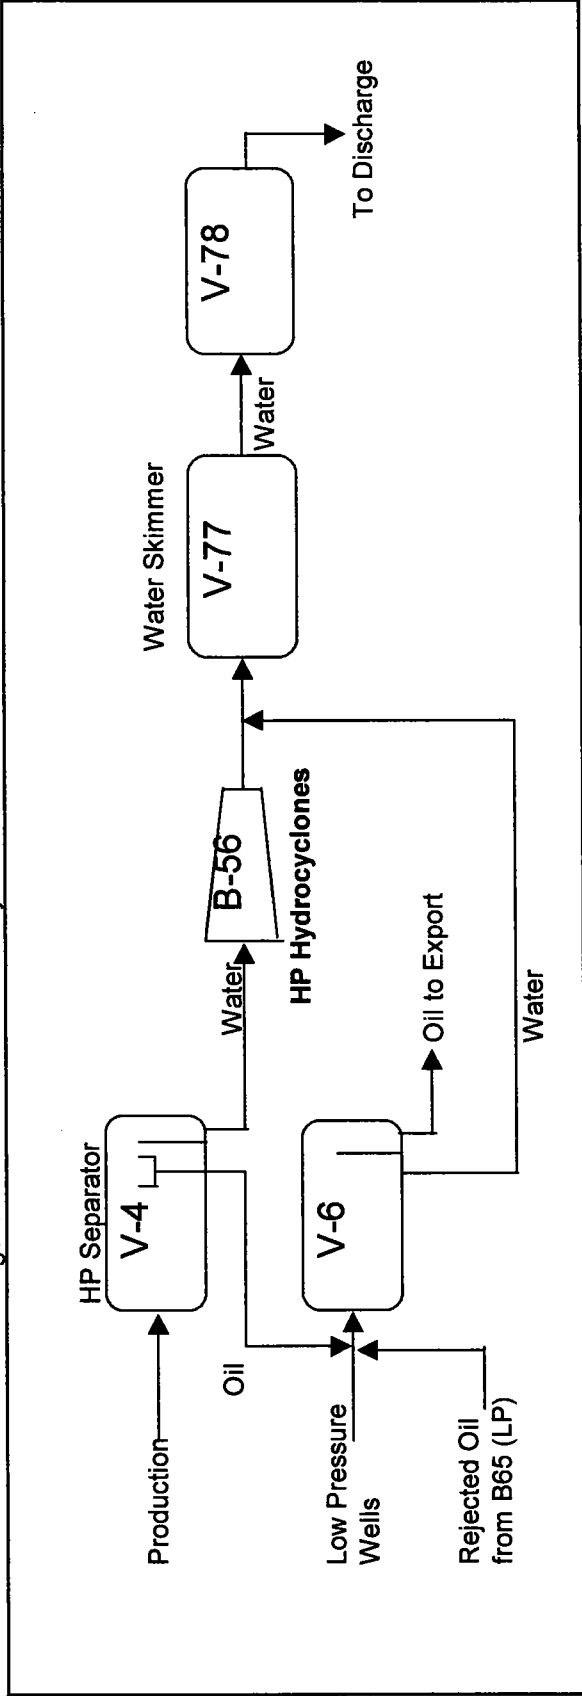 HP Separator
V-4
Production
Oil
Water
B-56
HP Hydrocyclones
Water Skimmer
V-77
Water
V-78
To Discharge
Low Pressure
Wells
V-6
Oil to Export
Water
Rejected Oil
from B65 (LP)